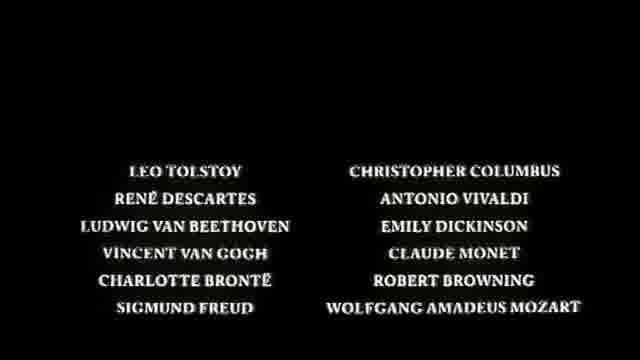 LEO TOLSTOY
RENÉ DESCARTES
LUDWIG VAN BEETHOVEN
VINCENT VAN GOGH
CHARLOTTE BRONTË
SIGMUND FREUD
CHRISTOPHER COLUMBUS
ANTONIO VIVALDI
EMILY DICKINSON
CLAUDE MONET
ROBERT BROWNING
WOLFGANG AMADEUS MOZART